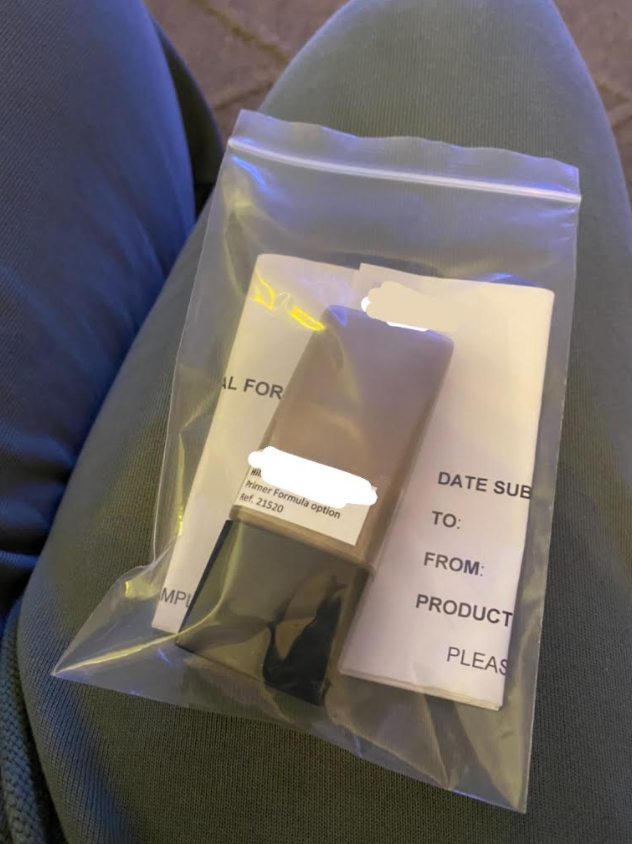 AL FOR
Primer Formula option
Ref. 21520
MPL
DATE SUB
TO:
FROM:
PRODUCT
PLEAS